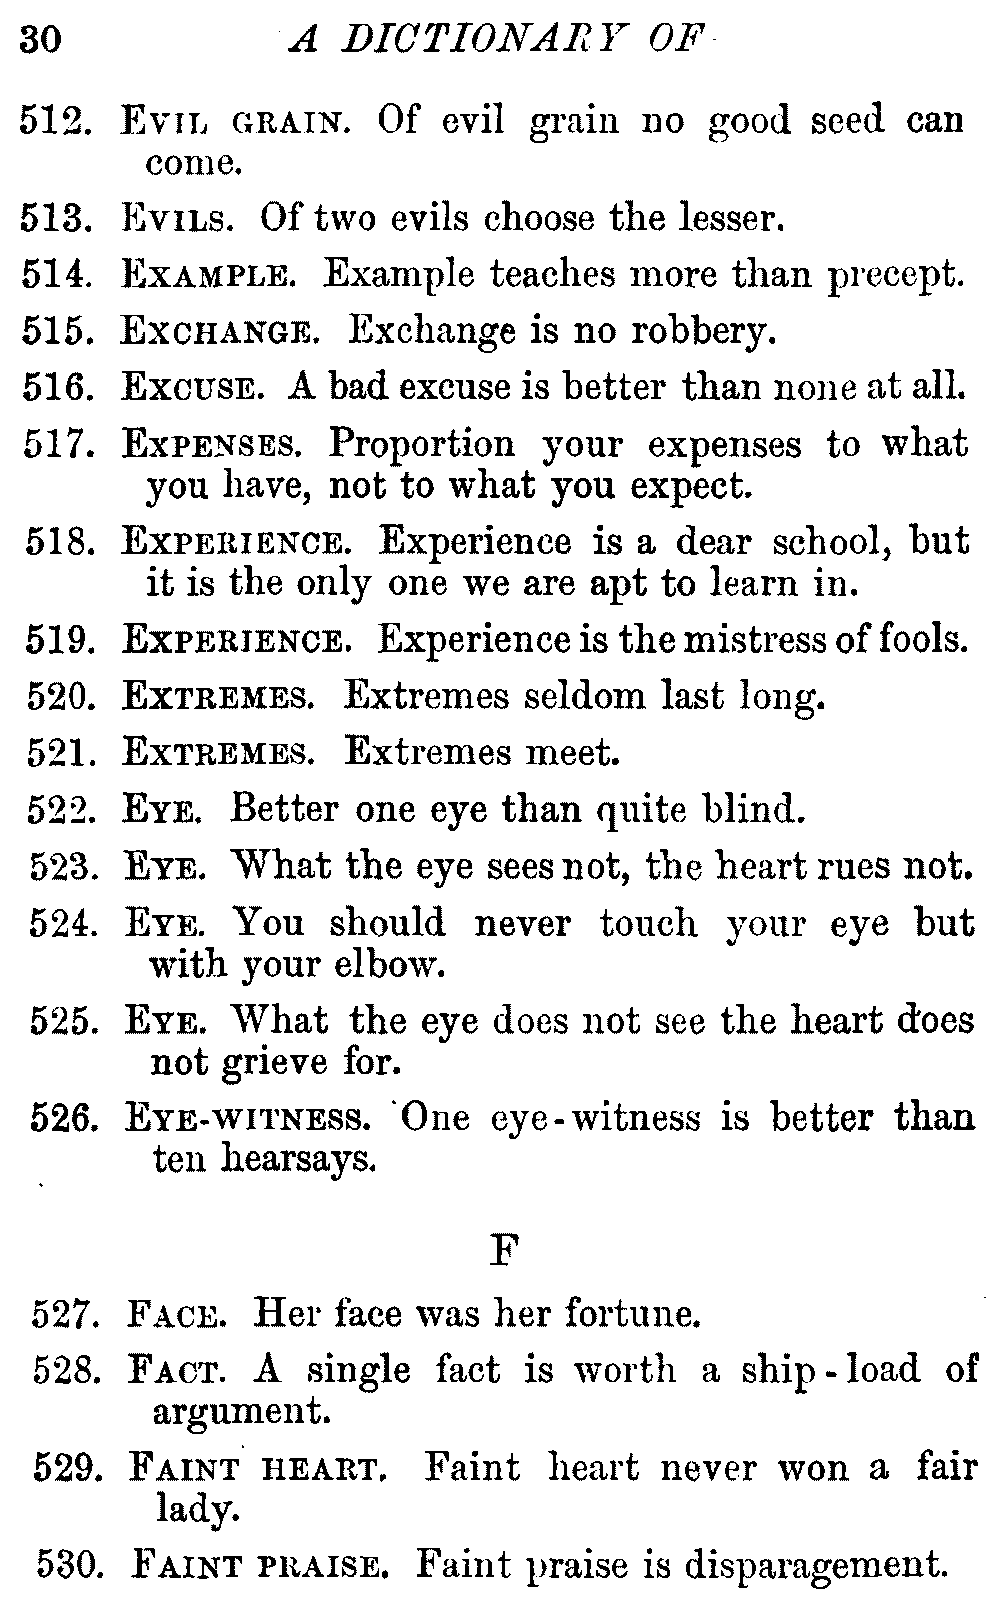 30 A DICTIONARY OF
512. EVIL GRAIN. Of evil grain no good seed can
come.
513. EVILS. Of two evils choose the lesser.
514. EXAMPLE. Example teaches more than precept.
515. EXCHANGE. Exchange is no robbery.
516. EXCUSE. A bad excuse is better than none at all.
517. EXPENSES. Proportion your expenses to what
you have, not to what you expect.
518. EXPERIENCE. Experience is a dear school, but
it is the only one we are apt to learn in.
519. EXPERIENCE. Experience is the mistress of fools.
520. EXTREMES. Extremes seldom last long.
521. EXTREMES. Extremes meet.
522. EYE. Better one eye than quite blind.
523. EYE. What the eye sees not, the heart rues not.
524. EYE. You should never touch your eye but
with your elbow.
525. EYE. What the eye does not see the heart does
not grieve for.
526. EYE-WITNESS. One eye-witness is better than
ten hearsays.
F
527. FACE. Her face was her fortune.
528. FACT. A single fact is worth a ship-load of
argument.
529. FAINT HEART. Faint heart never won a fair
lady.
530. FAINT PRAISE. Faint praise is disparagement.